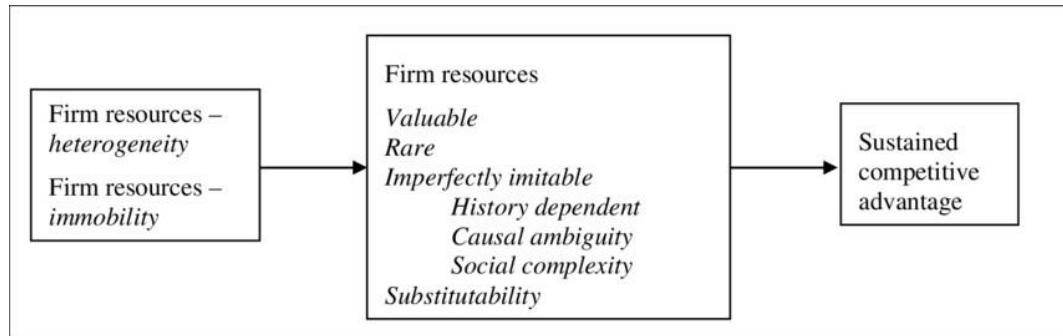 Firm resources –
heterogeneity
Firm resources –
immobility
Firm resources
Valuable
Rare
Imperfectly imitable
History dependent
Causal ambiguity
Social complexity
Substitutability
Sustained
competitive
advantage